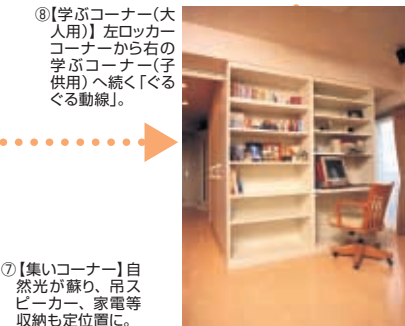 ⑧【学ぶコーナー(大
人用)】 左ロッカー
コーナーから右の
学ぶコーナー(子
供用)へ続く「ぐる
ぐる動線」。
⑦【集いコーナー】自
然光が蘇り、吊ス
ピーカー、家電等
収納も定位置に。